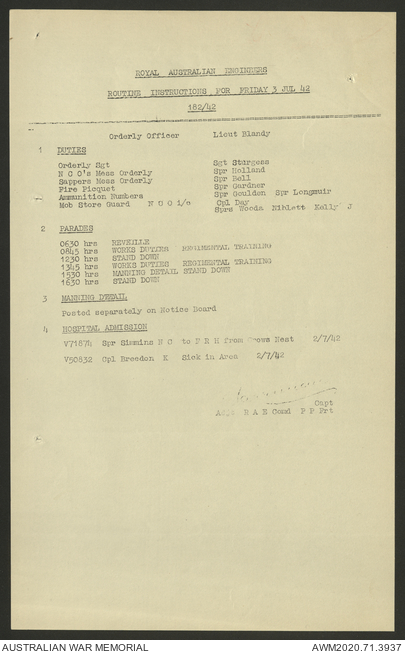 ROYAL AUSTRALIAN ENGINEERS
ROUTINE INSTRUCTIONS FOR FRIDAY 3 JUL 42
182/42
Orderly Officer Lieut Blandy
1 DUTIES
Orderly Sgt Sgt Sturgess
N C O's Mess Orderly Spr Holland
Sappers Mess Orderly Spr Bell
Fire Picquet Spr Gardner
Ammunition Numbers Spr Goulden Spr Longmuir
Mob Store Guard N C O i/c Cpl Day
Sprs Woods Niblett Kelly J
2 PARADES
0630 hrs REVEILLE
0845 hrs WORKS DUTIES REGIMENTAL TRAINING
1230 hrs STAND DOWN
1345 hrs WORKS DUTIES REGIMENTAL TRAINING
1530 hrs MANNING DETAIL STAND DOWN
1630 hrs STAND DOWN
3 MANNING DETAIL
Posted separately on Notice Board
4 HOSPITAL ADMISSION
V71874 Spr Simmins N C to F H from Crows Nest 2/7/42
V50832 Cpl Breedon K Sick in Area 2/7/42
Capt
R A E Comd P P Frt
AUSTRALIAN WAR MEMORIAL AWM2020.71.3937